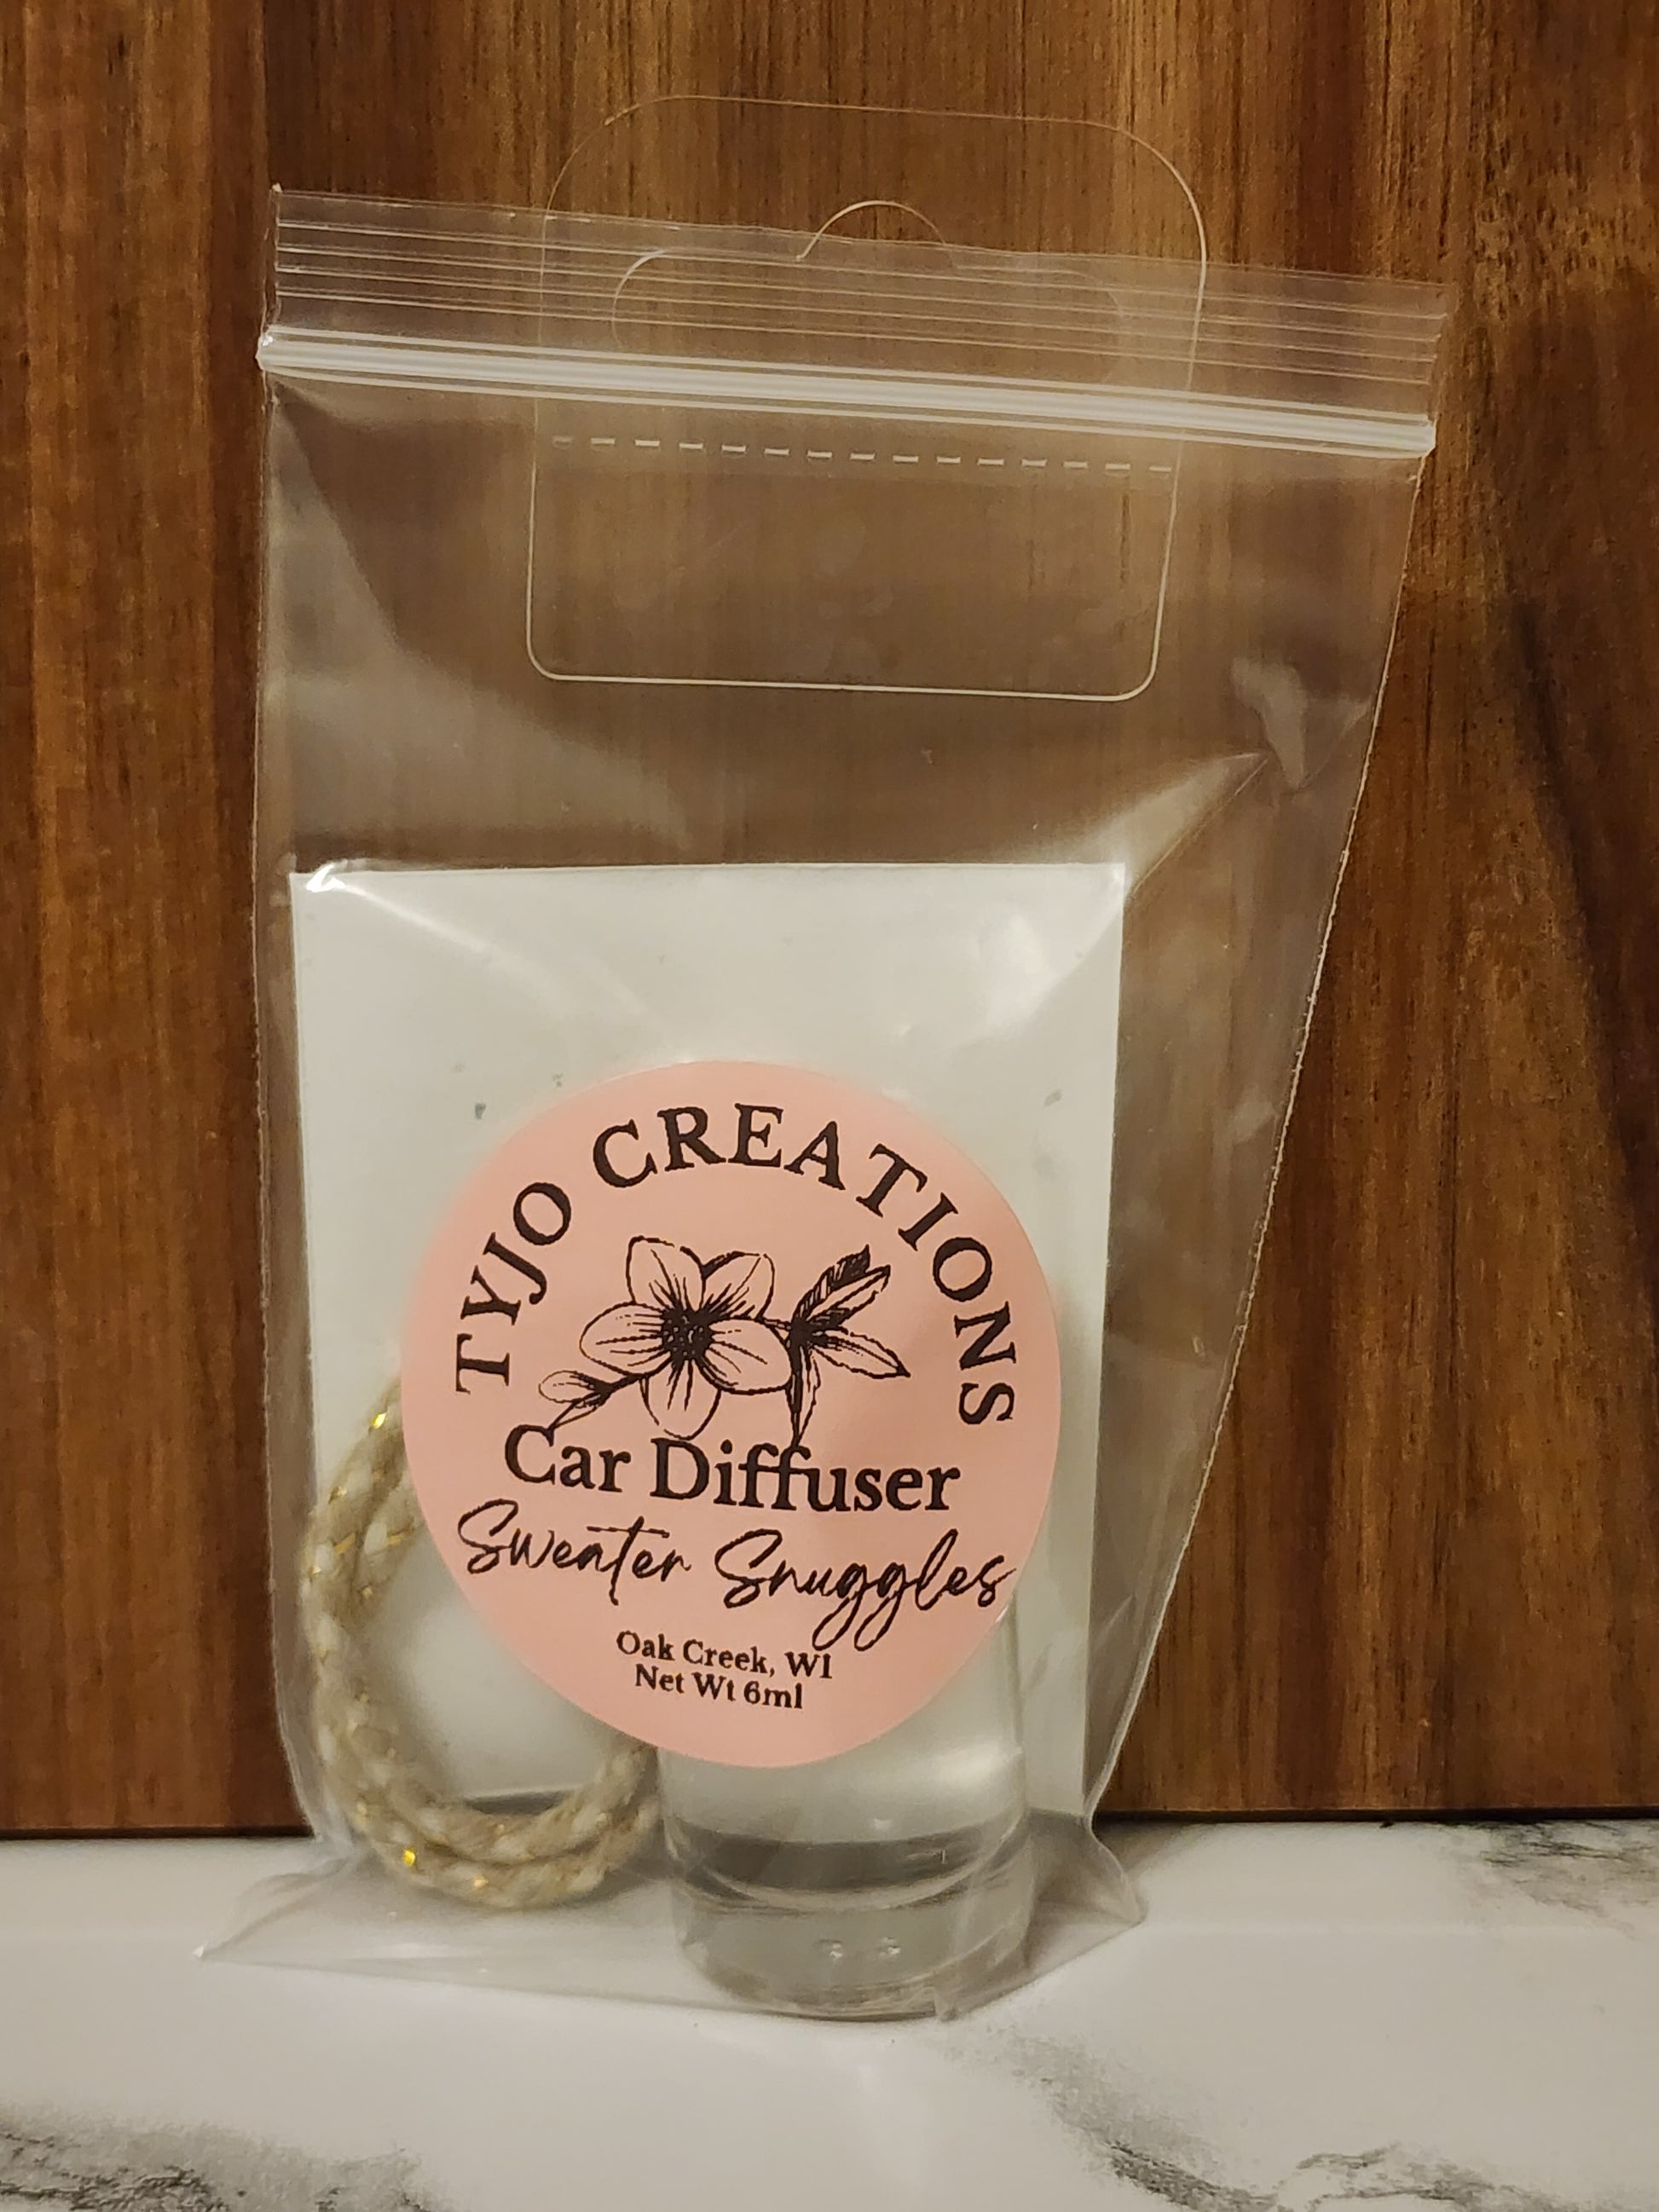 TYJO CREATIONS
Car Diffuser
Sweater Snuggles
Oak Creek, WI
Net Wt 6ml